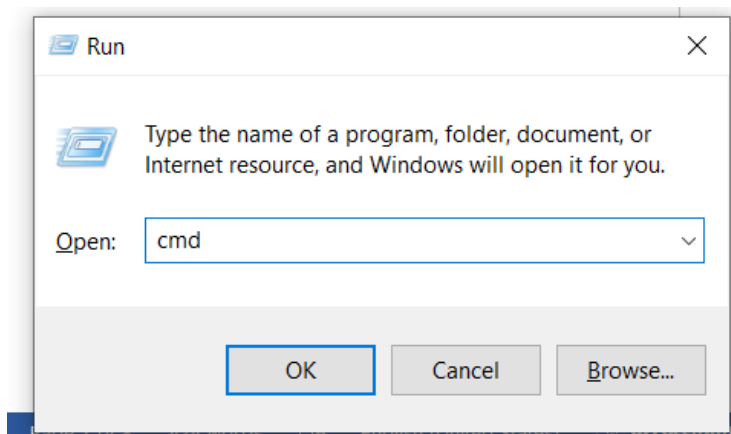 Run
Type the name of a program, folder, document, or
Internet resource, and Windows will open it for you.
Open: cmd
OK Cancel Browse...